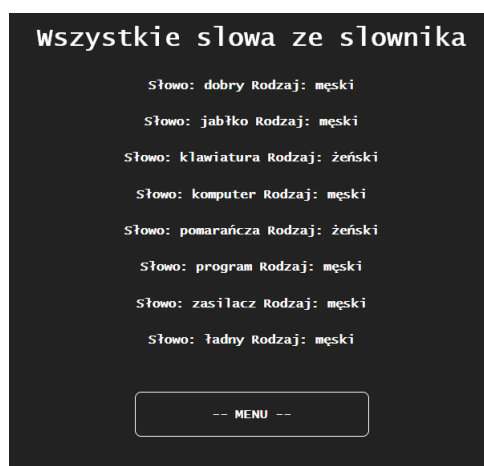 Wszystkie slowa ze slownika
Słowo: dobry Rodzaj: męski
Słowo: jabłko Rodzaj: męski
Słowo: klawiatura Rodzaj: żeński
Słowo: komputer Rodzaj: męski
Słowo: pomarańcza Rodzaj: żeński
Słowo: program Rodzaj: męski
Słowo: zasilacz Rodzaj: męski
Słowo: ładny Rodzaj: męski
-- MENU --